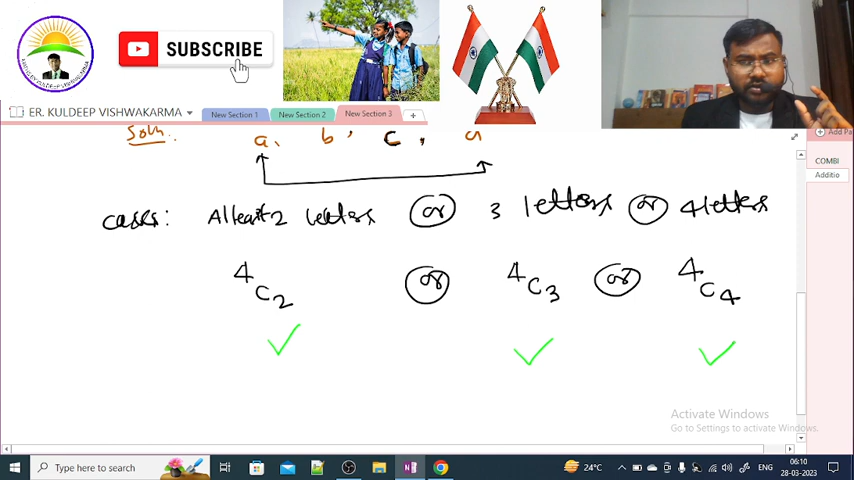 SUBSCRIBE
ER. KULDEEP VISHWAKARMA
New Section 1
New Section 2
New Section 3
+
Add Pa
COMBI
Additio
Soln.
a, b, c, a
cases: Atleast 2 letters or 3 letters or 4 letters
4C2 or 4C3 or 4C4
Activate Windows
Go to Settings to activate Windows.
Type here to search
24°C
ENG
06:10
28-03-2023